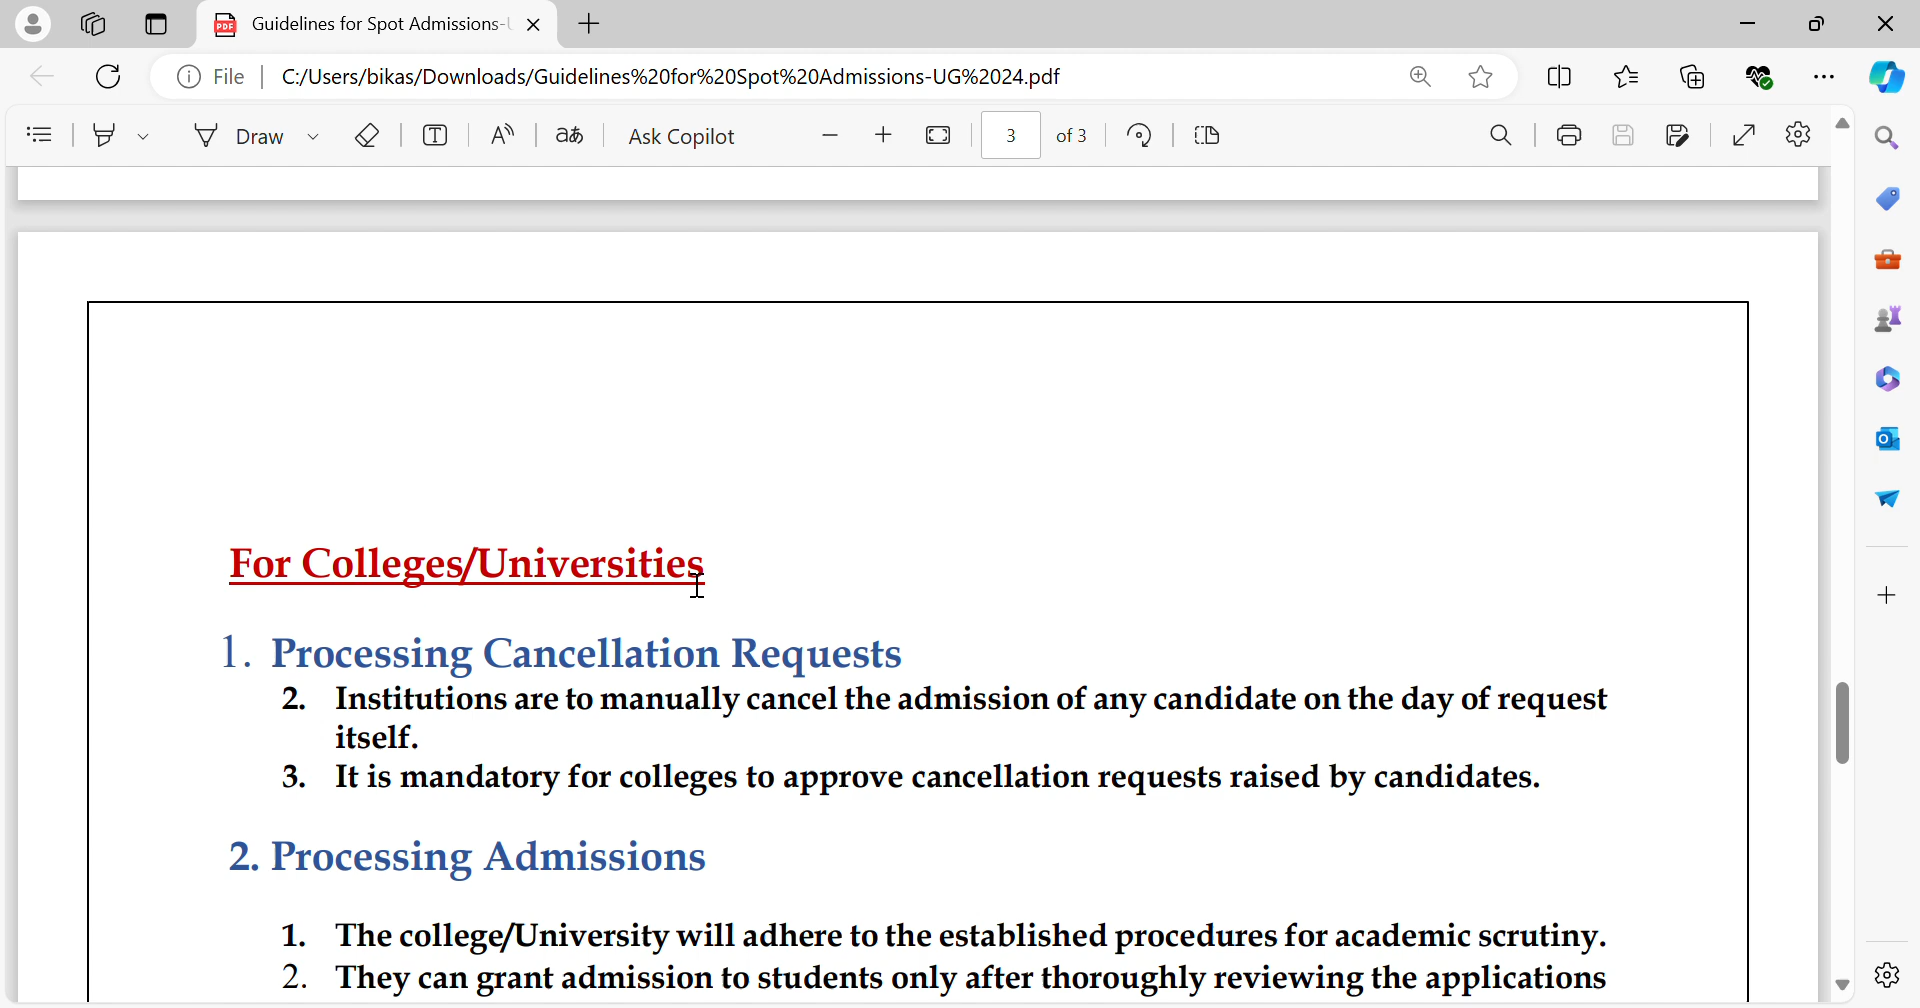 Guidelines for Spot Admissions-
File
C:/Users/bikas/Downloads/Guidelines%20for%20Spot%20Admissions-UG%2024.pdf
Draw
aあ
Ask Copilot
3
of 3
For Colleges/Universities
1. Processing Cancellation Requests
2. Institutions are to manually cancel the admission of any candidate on the day of request
itself.
3. It is mandatory for colleges to approve cancellation requests raised by candidates.
2. Processing Admissions
1. The college/University will adhere to the established procedures for academic scrutiny.
2. They can grant admission to students only after thoroughly reviewing the applications